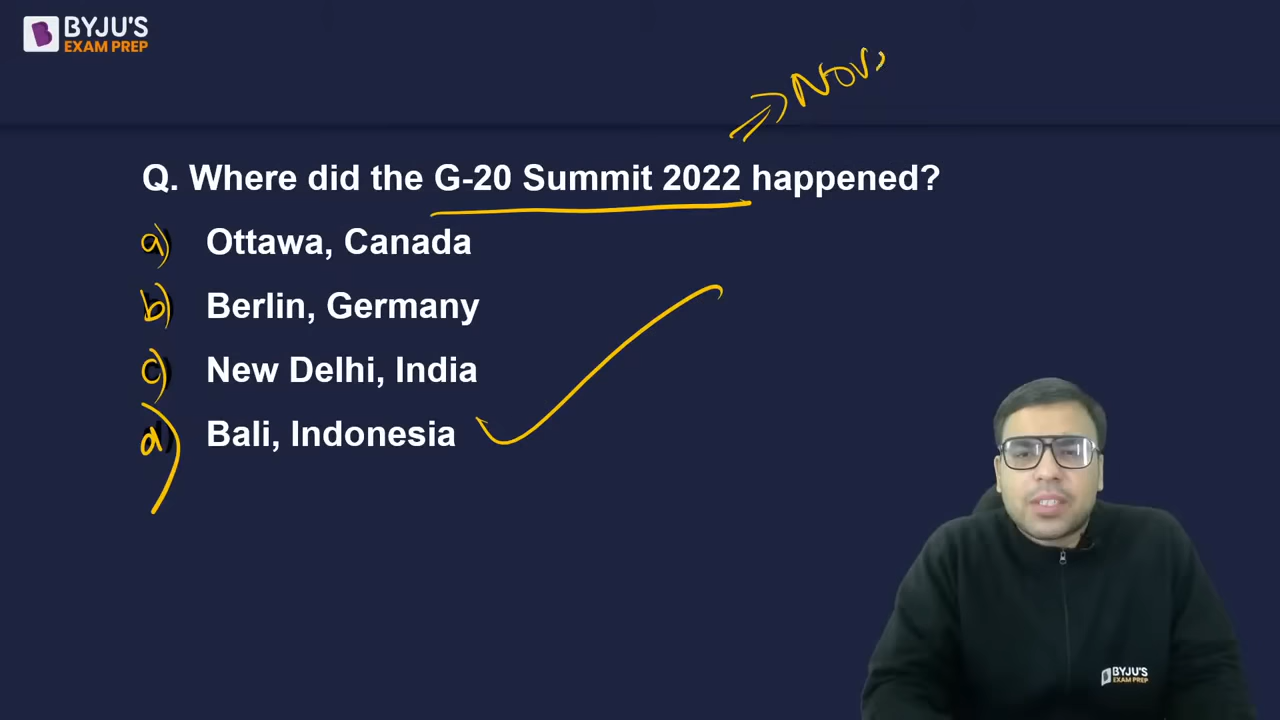 BYJU'S
EXAM PREP
Nov,
Q. Where did the G-20 Summit 2022 happened?
a) Ottawa, Canada
b) Berlin, Germany
c) New Delhi, India
d) Bali, Indonesia
BYJU'S
EXAM PREP